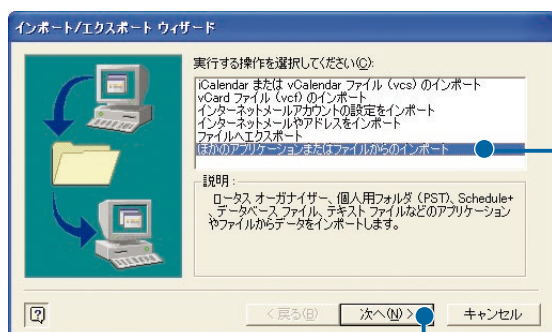 インポート/エクスポート ウィザード
実行する操作を選択してください(C):
iCalendar または vCalendar ファイル (vcs) のインポート
vCard ファイル (vcf) のインポート
インターネットメールアカウントの設定をインポート
インターネットメールやアドレスをインポート
ファイルへエクスポート
ほかのアプリケーションまたはファイルからのインポート
説明:
ロータス オーガナイザー、個人用フォルダ (PST)、Schedule+
、データベース ファイル、テキスト ファイルなどのアプリケーション
やファイルからデータをインポートします。
?
< 戻る(B)
次へ(N) >
キャンセル